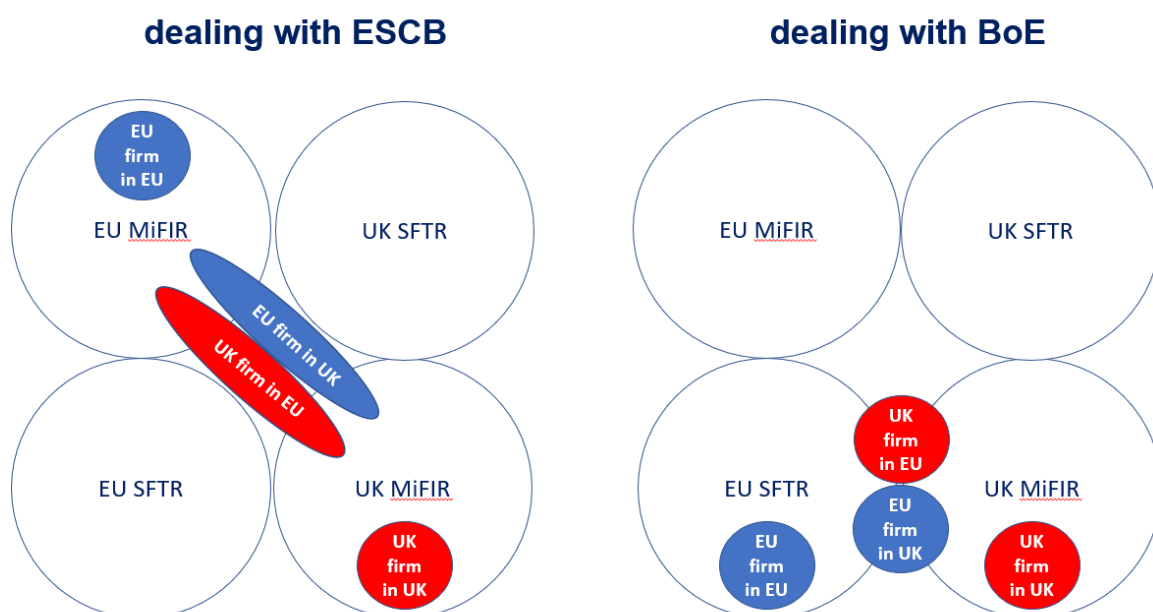 dealing with ESCB
EU
firm
in EU
EU MiFIR
UK SFTR
EU firm in UK
UK firm in EU
EU SFTR
UK MiFIR
UK
firm
in UK
dealing with BoE
EU MiFIR
UK SFTR
UK
firm
in EU
EU SFTR
UK MiFIR
EU
firm
in UK
EU
firm
in EU
UK
firm
in UK